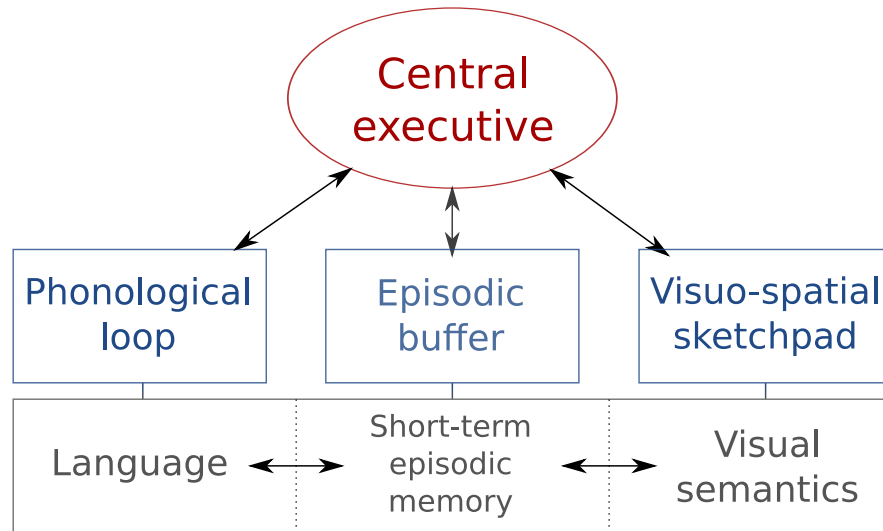 Central
executive
Phonological
loop
Episodic
buffer
Visuo-spatial
sketchpad
Language
Short-term
episodic
memory
Visual
semantics